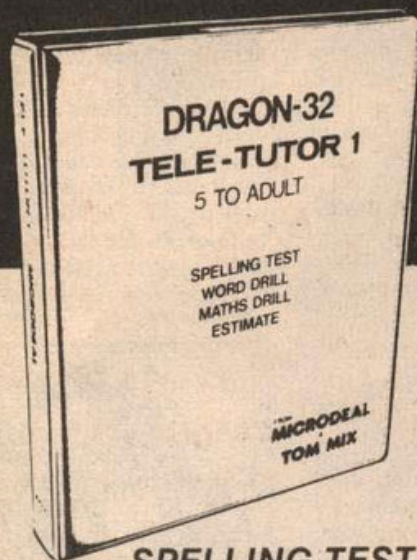 DRAGON-32
TELE-TUTOR 1
5 TO ADULT
SPELLING TEST
WORD DRILL
MATHS DRILL
ESTIMATE
FROM
MICRODEAL
TOM MIX
SPELLING TEST